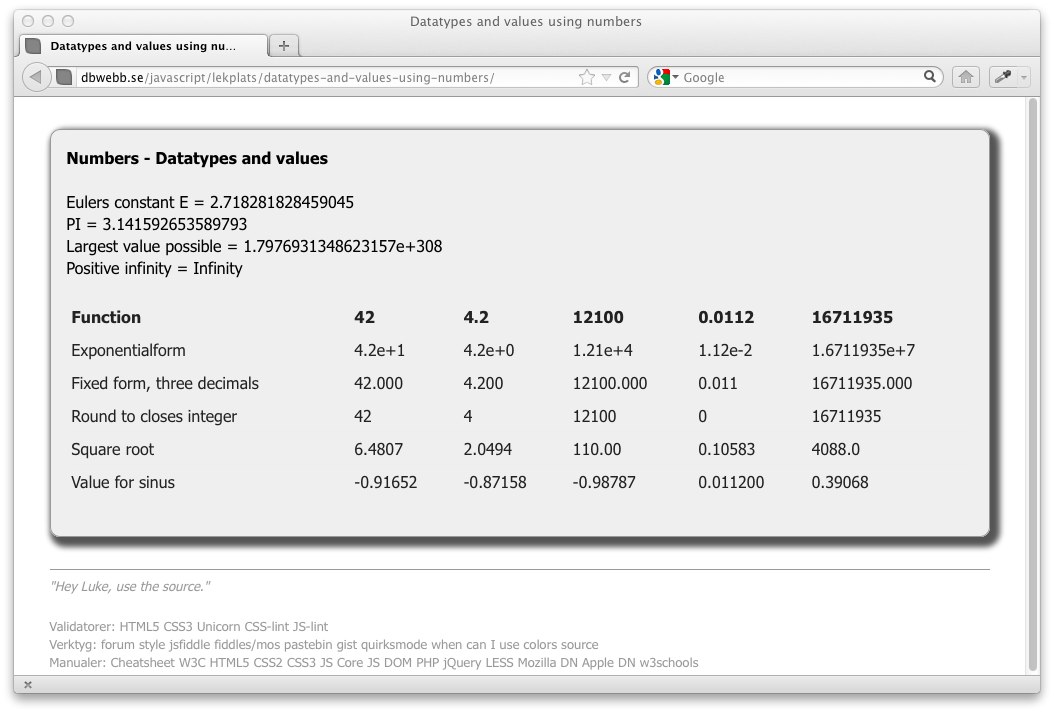 Datatypes and values using numbers
Datatypes and values using nu...
dbwebb.se/javascript/lekplats/datatypes-and-values-using-numbers/
Google
Numbers - Datatypes and values
Eulers constant E = 2.718281828459045
PI = 3.141592653589793
Largest value possible = 1.7976931348623157e+308
Positive infinity = Infinity
Function 42 4.2 12100 0.0112 16711935
Exponentialform 4.2e+1 4.2e+0 1.21e+4 1.12e-2 1.6711935e+7
Fixed form, three decimals 42.000 4.200 12100.000 0.011 16711935.000
Round to closes integer 42 4 12100 0 16711935
Square root 6.4807 2.0494 110.00 0.10583 4088.0
Value for sinus -0.91652 -0.87158 -0.98787 0.011200 0.39068
"Hey Luke, use the source."
Validatorer: HTML5 CSS3 Unicorn CSS-lint JS-lint
Verktyg: forum style jsfiddle fiddles/mos pastebin gist quirksmode when can I use colors source
Manualer: Cheatsheet W3C HTML5 CSS2 CSS3 JS Core JS DOM PHP jQuery LESS Mozilla DN Apple DN w3schools